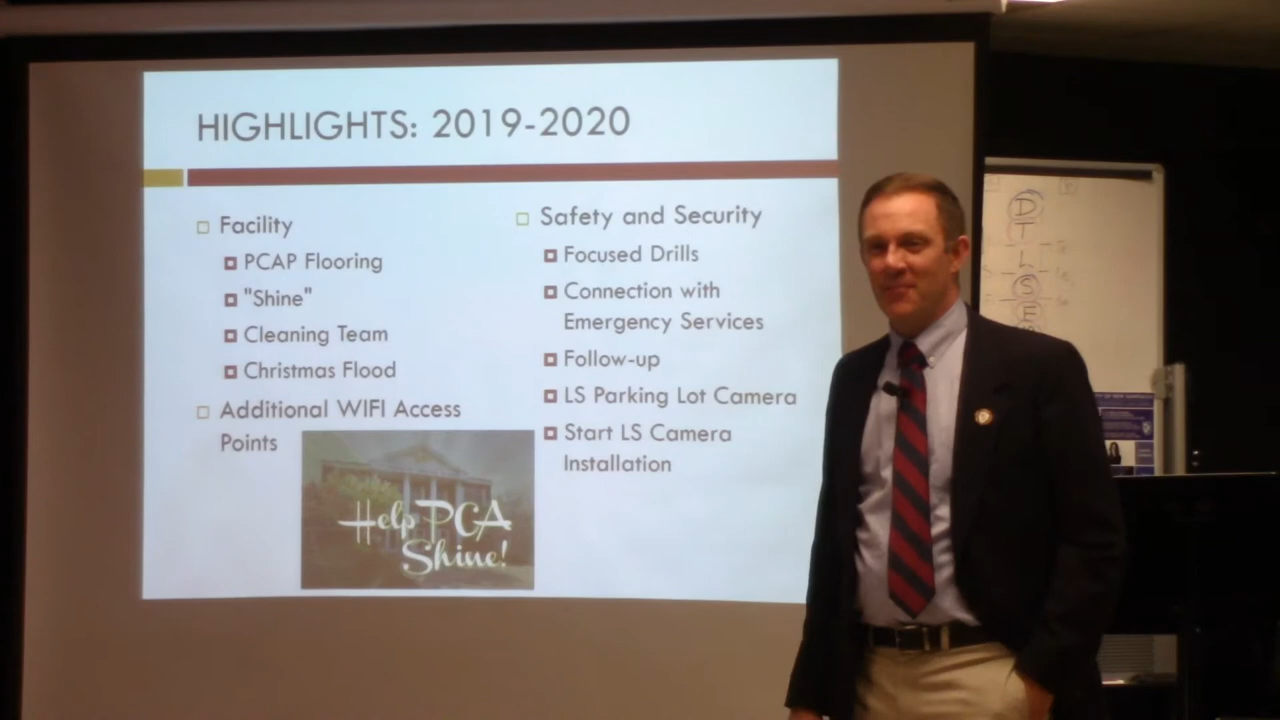 HIGHLIGHTS: 2019-2020
Facility
PCAP Flooring
"Shine"
Cleaning Team
Christmas Flood
Additional WIFI Access
Points
Help PCA
Shine!
Safety and Security
Focused Drills
Connection with
Emergency Services
Follow-up
LS Parking Lot Camera
Start LS Camera
Installation
D
T
L
S
E